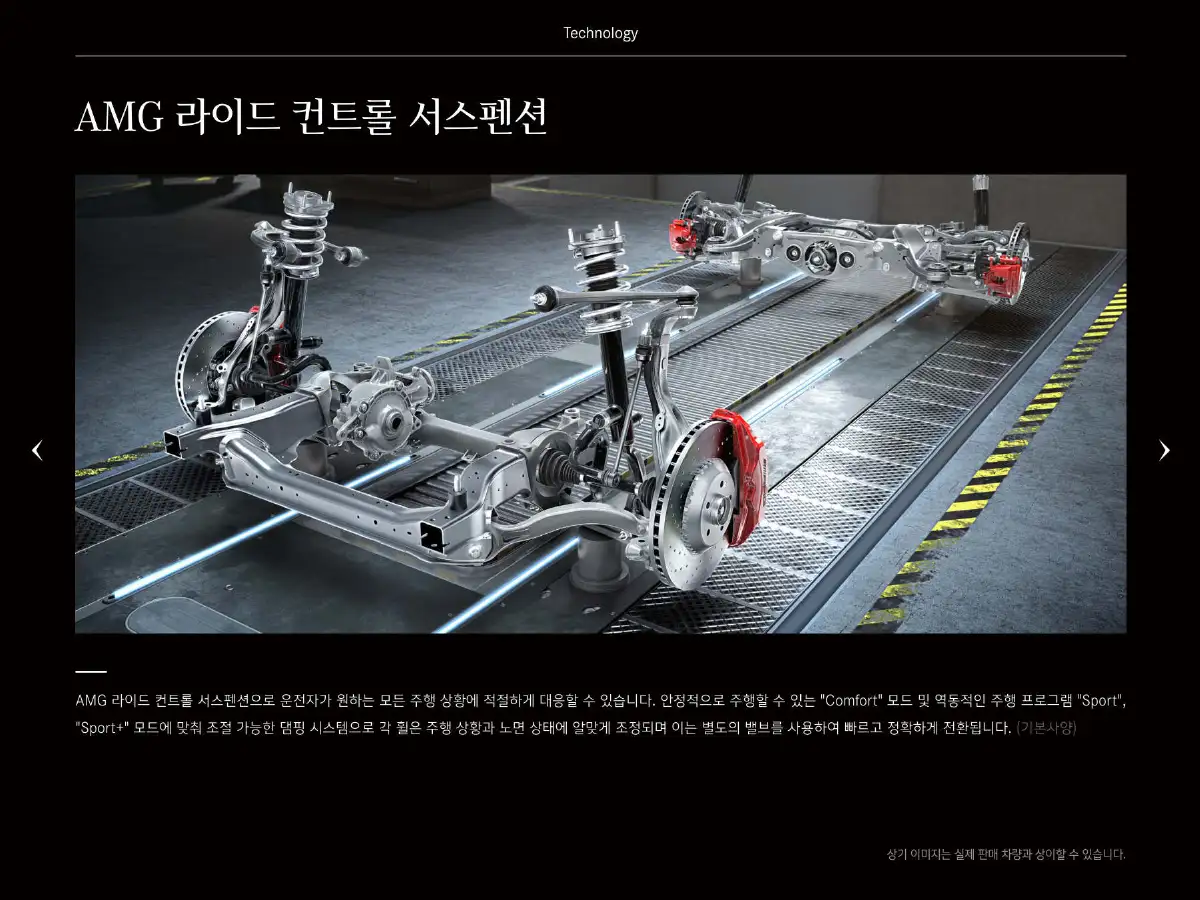 Technology
AMG 라이드 컨트롤 서스펜션
AMG 라이드 컨트롤 서스펜션으로 운전자가 원하는 모든 주행 상황에 적절하게 대응할 수 있습니다. 안정적으로 주행할 수 있는 "Comfort" 모드 및 역동적인 주행 프로그램 "Sport",
"Sport+" 모드에 맞춰 조절 가능한 댐핑 시스템으로 각 휠은 주행 상황과 노면 상태에 알맞게 조정되며 이는 별도의 밸브를 사용하여 빠르고 정확하게 전환됩니다. (기본사양)
상기 이미지는 실제 판매 차량과 상이할 수 있습니다.